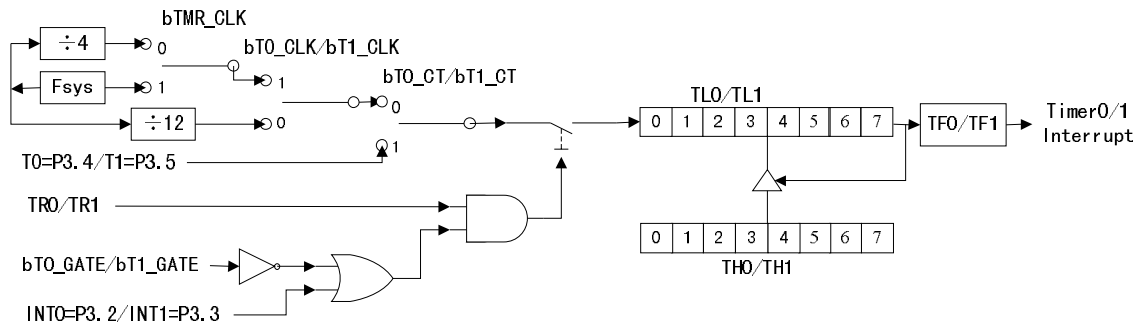 bTMR_CLK
÷4
0
bT0_CLK/bT1_CLK
Fsys
1
1
bT0_CT/bT1_CT
0
÷12
0
TL0/TL1
0 1 2 3 4 5 6 7
TF0/TF1
Timer0/1
Interrupt
T0=P3.4/T1=P3.5
1
TR0/TR1
0 1 2 3 4 5 6 7
TH0/TH1
bT0_GATE/bT1_GATE
INT0=P3.2/INT1=P3.3